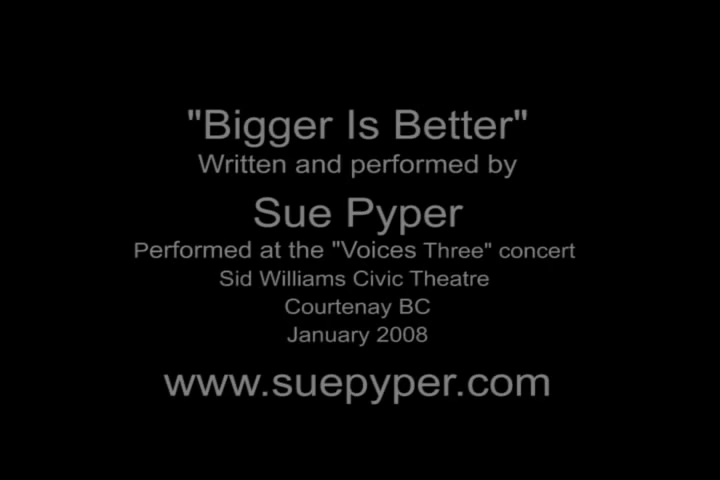 "Bigger Is Better"
Written and performed by
Sue Pyper
Performed at the "Voices Three" concert
Sid Williams Civic Theatre
Courtenay BC
January 2008
www.suepyper.com